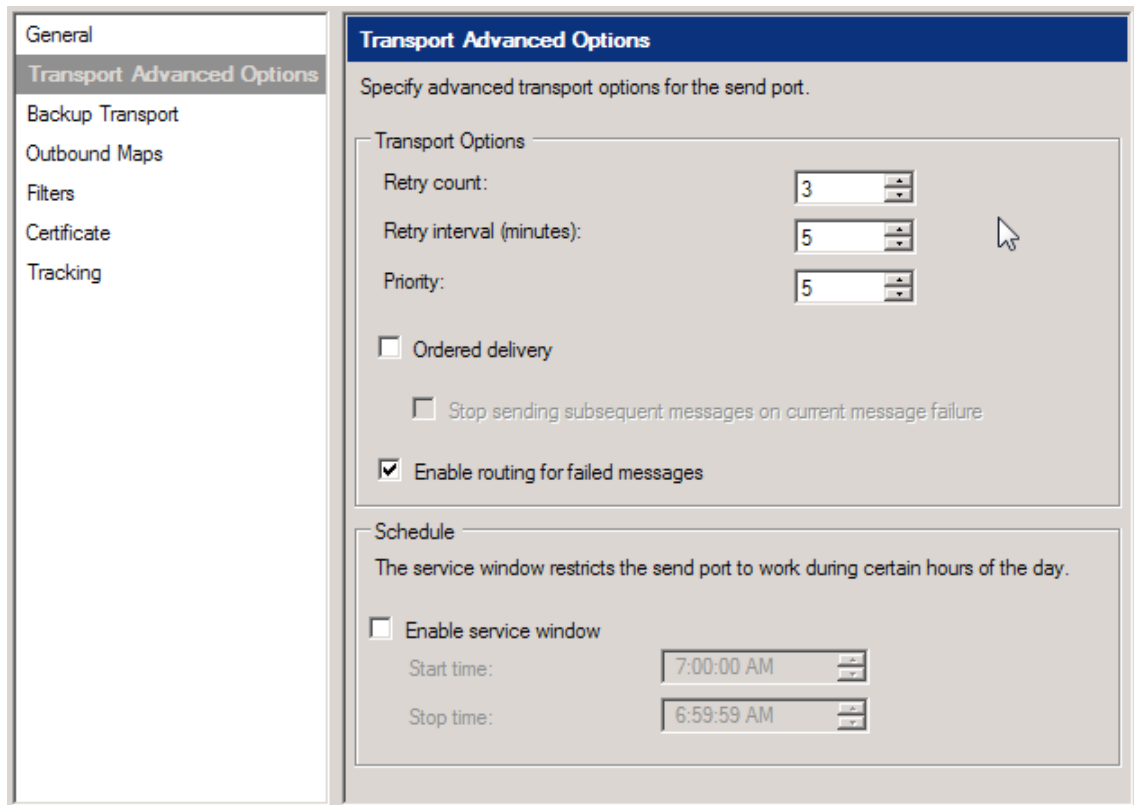 General
Transport Advanced Options
Backup Transport
Outbound Maps
Filters
Certificate
Tracking
Transport Advanced Options
Specify advanced transport options for the send port.
Transport Options
Retry count:
3
Retry interval (minutes):
5
Priority:
5
Ordered delivery
Stop sending subsequent messages on current message failure
Enable routing for failed messages
Schedule
The service window restricts the send port to work during certain hours of the day.
Enable service window
Start time:
7:00:00 AM
Stop time:
6:59:59 AM